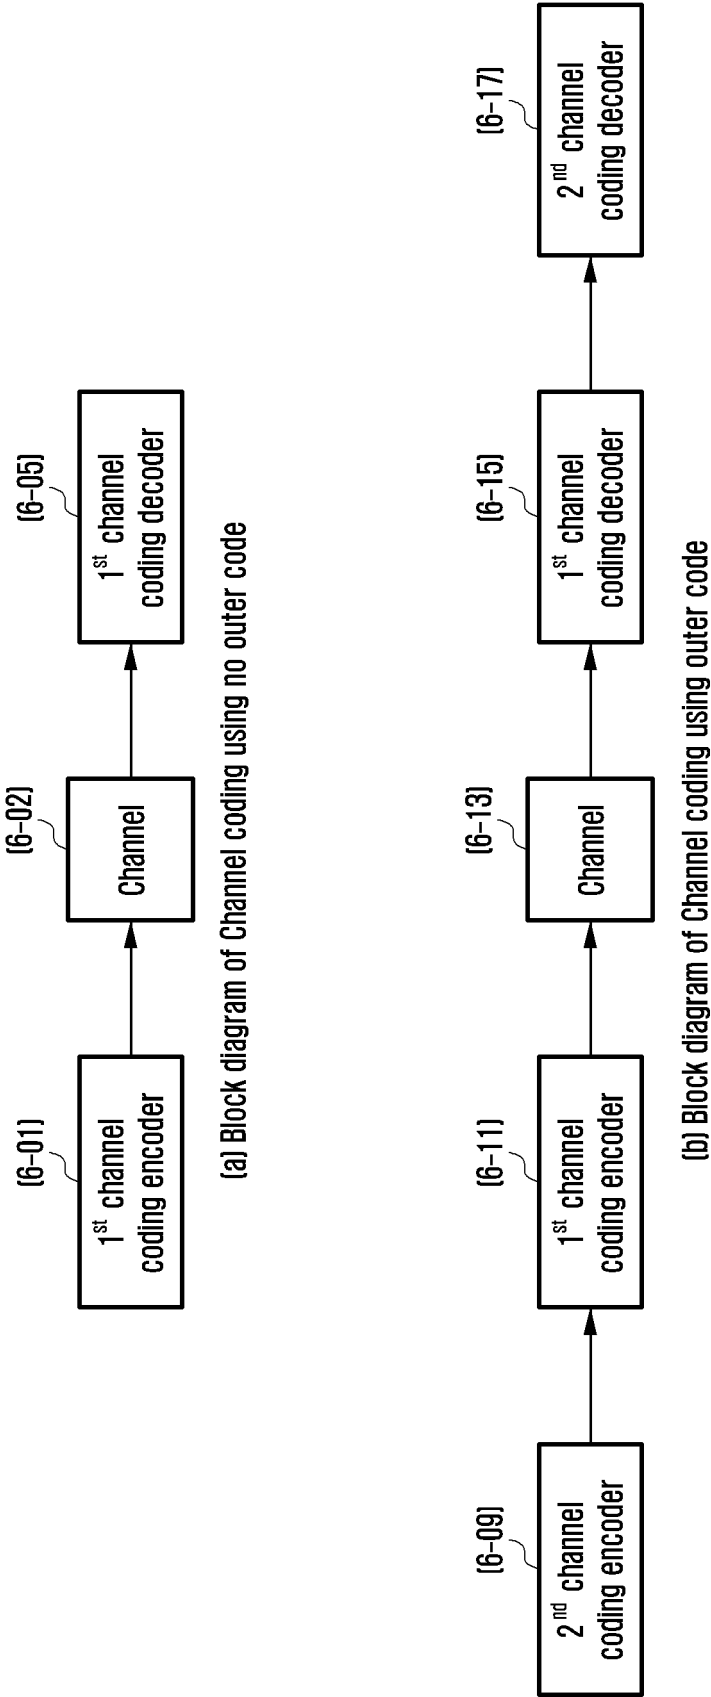 (6-01)
1st channel
coding encoder
(6-02)
Channel
(6-05)
1st channel
coding decoder
(a) Block diagram of Channel coding using no outer code
(6-09)
2nd channel
coding encoder
(6-11)
1st channel
coding encoder
(6-13)
Channel
(6-15)
1st channel
coding decoder
(6-17)
2nd channel
coding decoder
(b) Block diagram of Channel coding using outer code